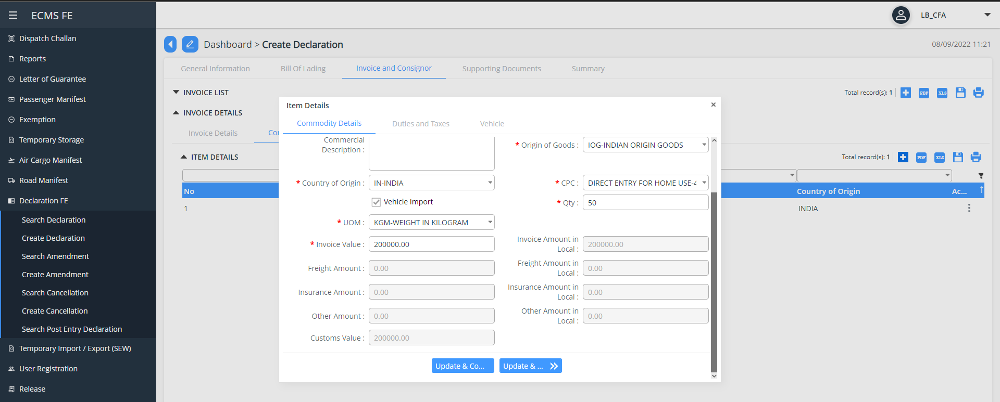 ECMS FE
LB_CFA
Dispatch Challan
Reports
Letter of Guarantee
Passenger Manifest
Exemption
Temporary Storage
Air Cargo Manifest
Road Manifest
Declaration FE
Search Declaration
Create Declaration
Search Amendment
Create Amendment
Search Cancellation
Create Cancellation
Search Post Entry Declaration
Temporary Import / Export (SEW)
User Registration
Release
Dashboard > Create Declaration
08/09/2022 11:21
General Information Bill Of Lading Invoice and Consignor Supporting Documents Summary
INVOICE LIST
Total record(s): 1 PDF XLS
INVOICE DETAILS
Invoice Details Co
ITEM DETAILS
Total record(s): 1 PDF XLS
No Country of Origin Ac...
1 INDIA
Item Details
Commodity Details Duties and Taxes Vehicle
Commercial Description :
* Origin of Goods : IOG-INDIAN ORIGIN GOODS
* Country of Origin : IN-INDIA
* CPC : DIRECT ENTRY FOR HOME USE-4
Vehicle Import
* Qty : 50
* UOM : KGM-WEIGHT IN KILOGRAM
* Invoice Value : 200000.00
Invoice Amount in Local : 200000.00
Freight Amount : 0.00
Freight Amount in Local : 0.00
Insurance Amount : 0.00
Insurance Amount in Local : 0.00
Other Amount : 0.00
Other Amount in Local : 0.00
Customs Value : 200000.00
Update & Co... Update & ...